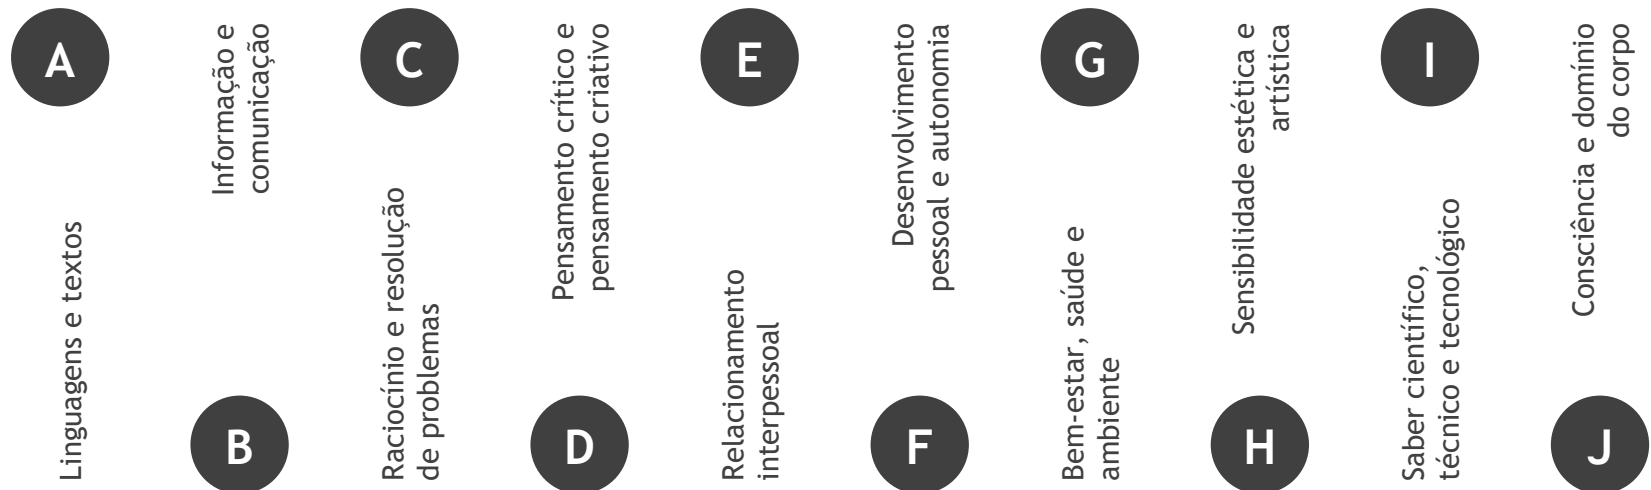 A
Linguagens e textos
Informação e
comunicação
B
C
Raciocínio e resolução
de problemas
Pensamento crítico e
pensamento criativo
D
E
Relacionamento
interpessoal
Desenvolvimento
pessoal e autonomia
F
G
Bem-estar, saúde e
ambiente
Sensibilidade estética e
artística
H
I
Saber científico,
técnico e tecnológico
Consciência e domínio
do corpo
J